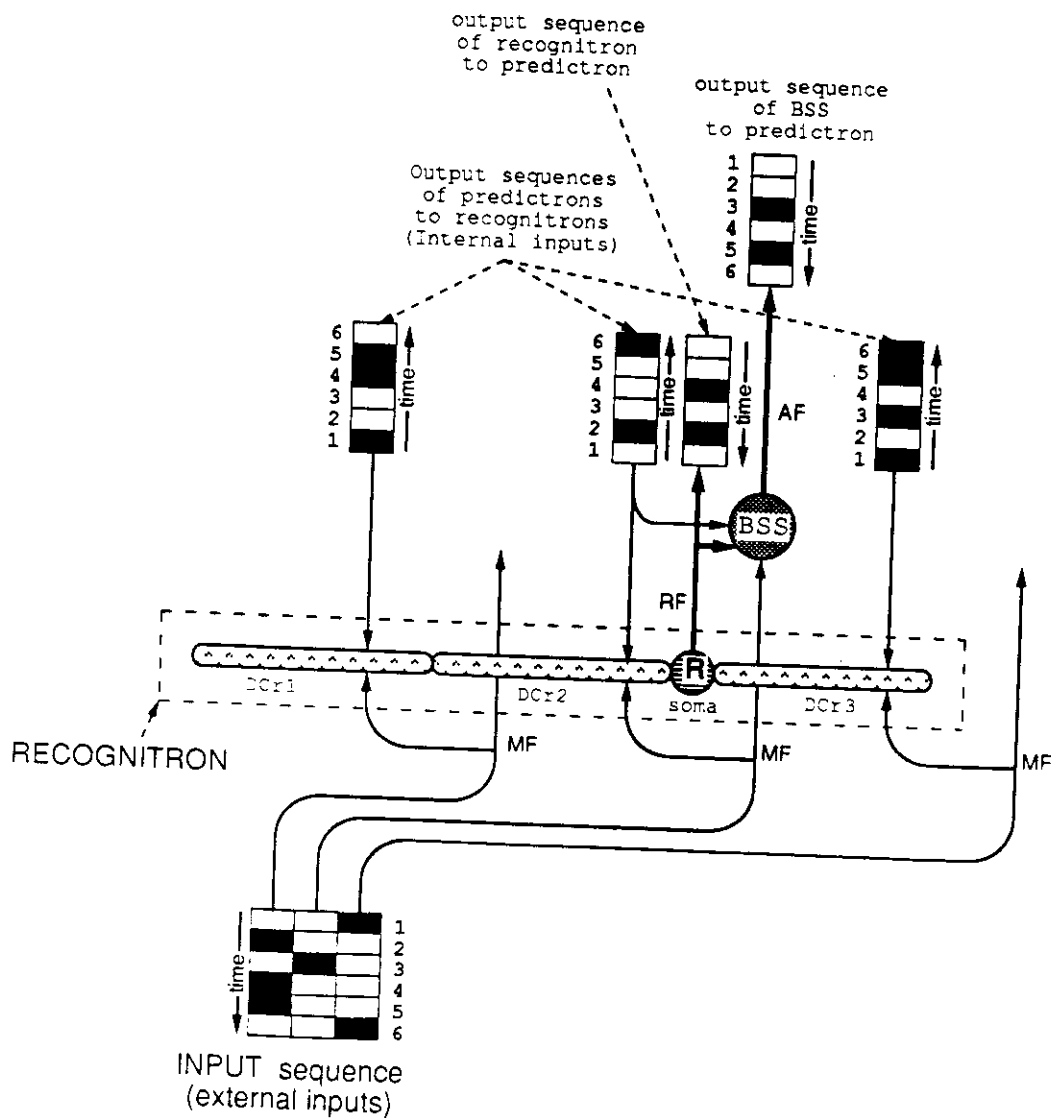 output sequence
of recognitron
to predictron
output sequence
of BSS
to predictron
1
2
3
4
5
6
time
Output sequences
of predictrons
to recognitrons
(Internal inputs)
6
5
4
3
2
1
time
6
5
4
3
2
1
time
time
AF
6
5
4
3
2
1
time
BSS
RF
R
DCr1
DCr2
soma
DCr3
RECOGNITRON
MF
MF
MF
time
1
2
3
4
5
6
INPUT sequence
(external inputs)